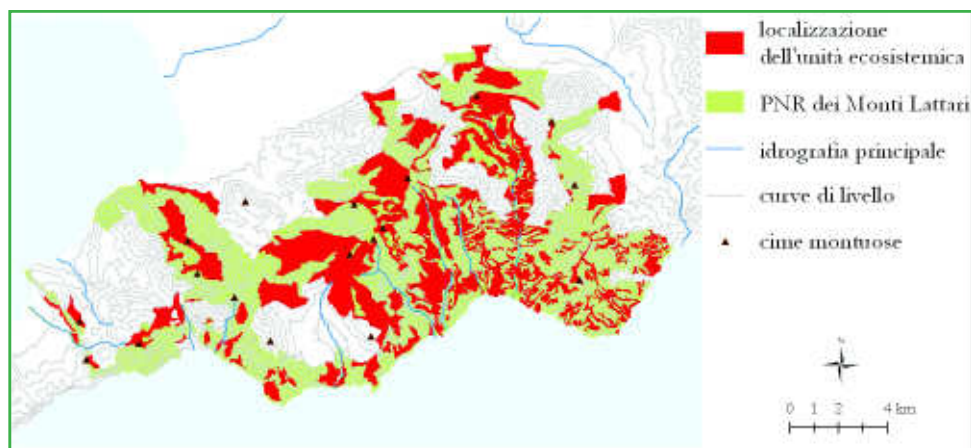 localizzazione
dell'unità ecosistemica
PNR dei Monti Lattari
idrografia principale
curve di livello
cime montuose
N
0 1 2 4 km